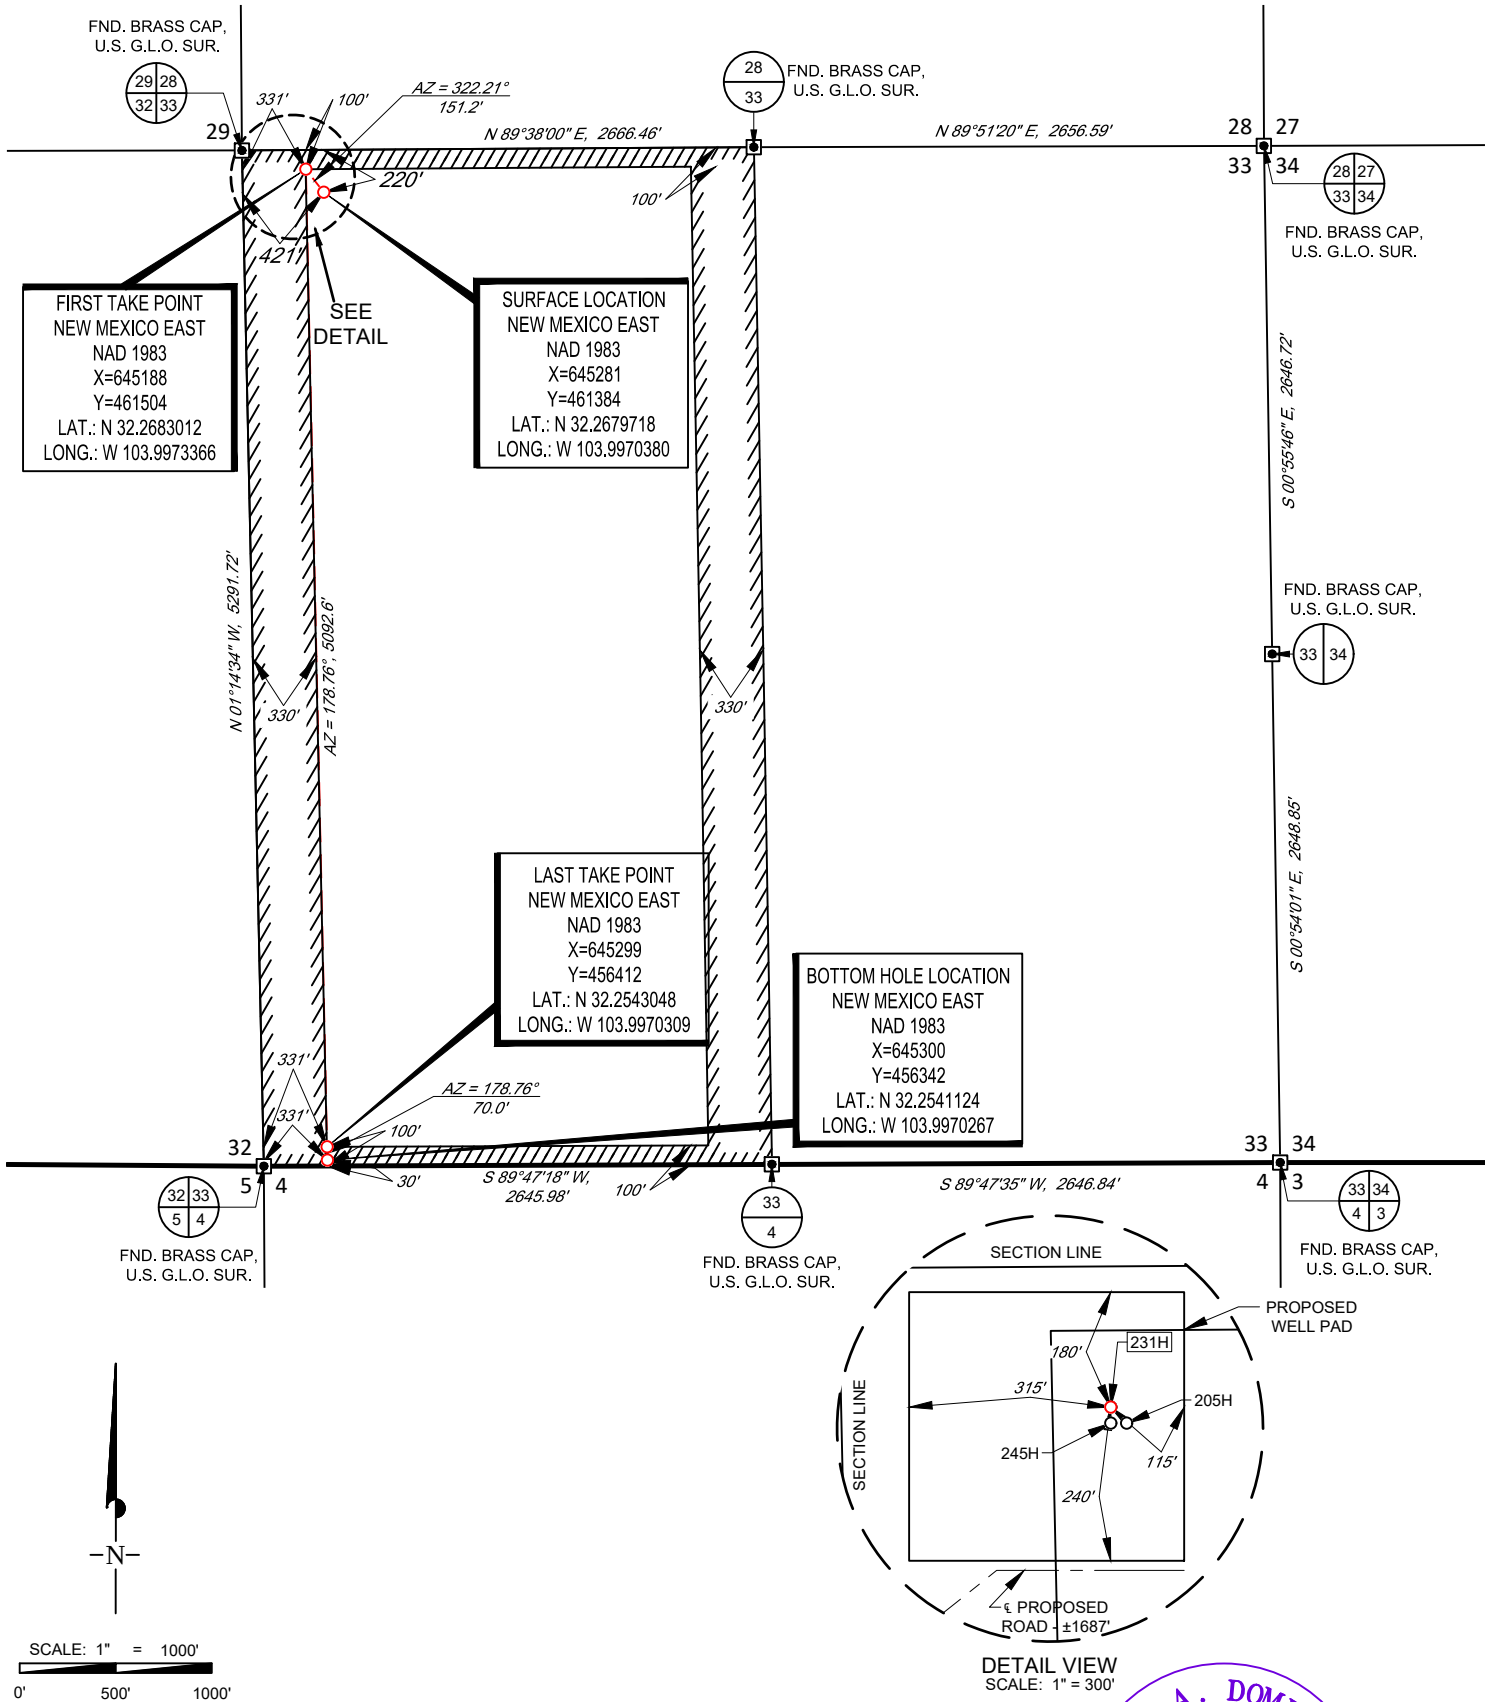 FND. BRASS CAP,
U.S. G.L.O. SUR.
29 28
32 33
331'
100'
AZ = 322.21°
151.2'
28
33
FND. BRASS CAP,
U.S. G.L.O. SUR.
29
N 89°38'00" E, 2666.46'
N 89°51'20" E, 2656.59'
28 27
33 34
28 27
33 34
FND. BRASS CAP,
U.S. G.L.O. SUR.
220'
100'
421'
SEE
DETAIL
FIRST TAKE POINT
NEW MEXICO EAST
NAD 1983
X=645188
Y=461504
LAT.: N 32.2683012
LONG.: W 103.9973366
SURFACE LOCATION
NEW MEXICO EAST
NAD 1983
X=645281
Y=461384
LAT.: N 32.2679718
LONG.: W 103.9970380
S 00°55'46" E, 2646.72'
N 01°14'34" W, 5291.72'
AZ = 178.76°, 5092.6'
330'
330'
FND. BRASS CAP,
U.S. G.L.O. SUR.
33 34
S 00°54'01" E, 2648.85'
LAST TAKE POINT
NEW MEXICO EAST
NAD 1983
X=645299
Y=456412
LAT.: N 32.2543048
LONG.: W 103.9970309
BOTTOM HOLE LOCATION
NEW MEXICO EAST
NAD 1983
X=645300
Y=456342
LAT.: N 32.2541124
LONG.: W 103.9970267
331'
331'
AZ = 178.76°
70.0'
100'
30'
32
5 4
S 89°47'18" W,
2645.98'
100'
S 89°47'35" W, 2646.84'
33 34
4 3
32 33
5 4
FND. BRASS CAP,
U.S. G.L.O. SUR.
33
4
FND. BRASS CAP,
U.S. G.L.O. SUR.
33 34
4 3
FND. BRASS CAP,
U.S. G.L.O. SUR.
SECTION LINE
PROPOSED
WELL PAD
180'
231H
315'
205H
SECTION LINE
245H
115'
240'
℄ PROPOSED
ROAD - ±1687'
DETAIL VIEW
SCALE: 1" = 300'
-N-
SCALE: 1" = 1000'
0' 500' 1000'